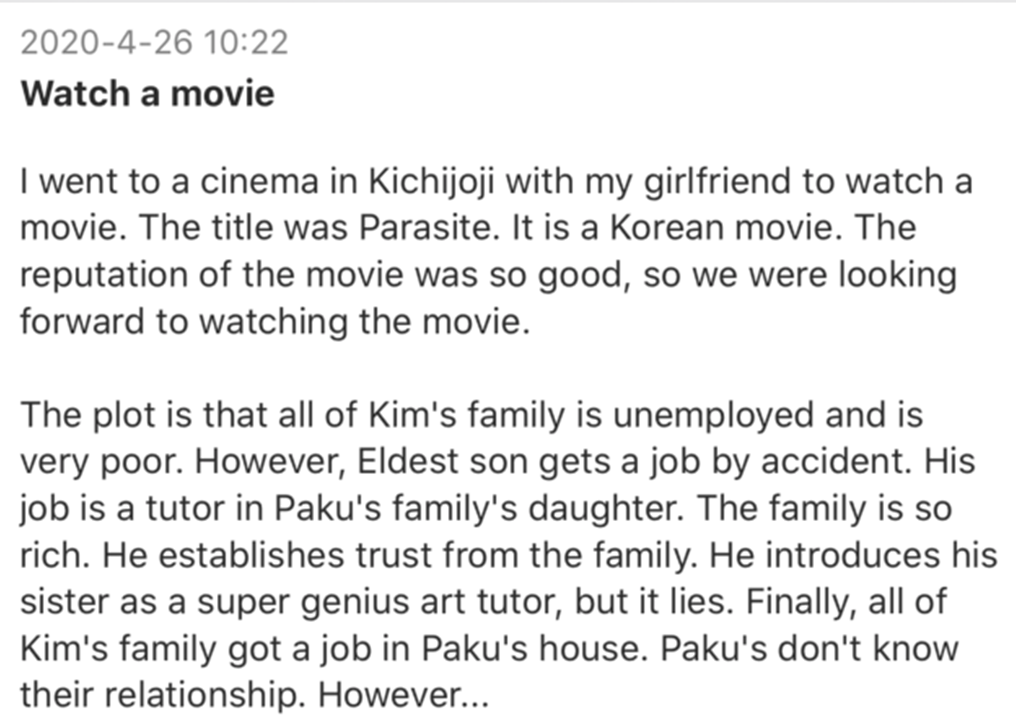 2020-4-26 10:22
Watch a movie
I went to a cinema in Kichijoji with my girlfriend to watch a
movie. The title was Parasite. It is a Korean movie. The
reputation of the movie was so good, so we were looking
forward to watching the movie.
The plot is that all of Kim's family is unemployed and is
very poor. However, Eldest son gets a job by accident. His
job is a tutor in Paku's family's daughter. The family is so
rich. He establishes trust from the family. He introduces his
sister as a super genius art tutor, but it lies. Finally, all of
Kim's family got a job in Paku's house. Paku's don't know
their relationship. However...